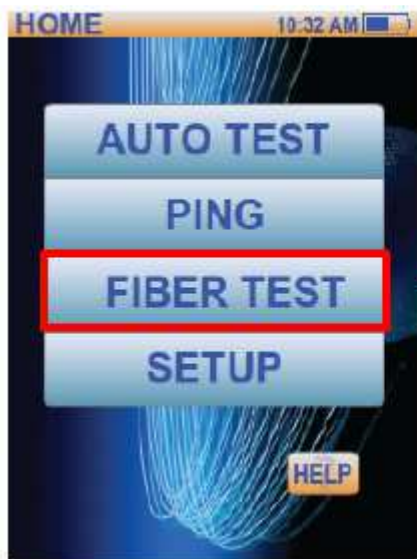 HOME 10:32 AM
AUTO TEST
PING
FIBER TEST
SETUP
HELP